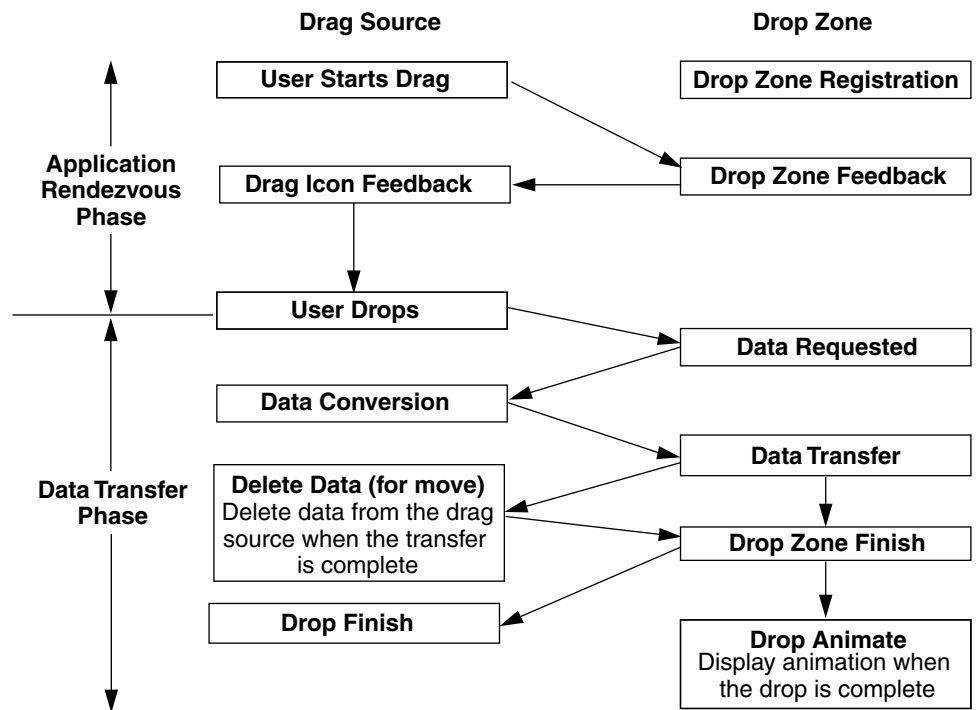 Drag Source
Drop Zone
User Starts Drag
Drop Zone Registration
Application
Rendezvous
Phase
Drag Icon Feedback
Drop Zone Feedback
User Drops
Data Requested
Data Conversion
Data Transfer
Data Transfer
Phase
Delete Data (for move)
Delete data from the drag
source when the transfer
is complete
Drop Zone Finish
Drop Finish
Drop Animate
Display animation when
the drop is complete